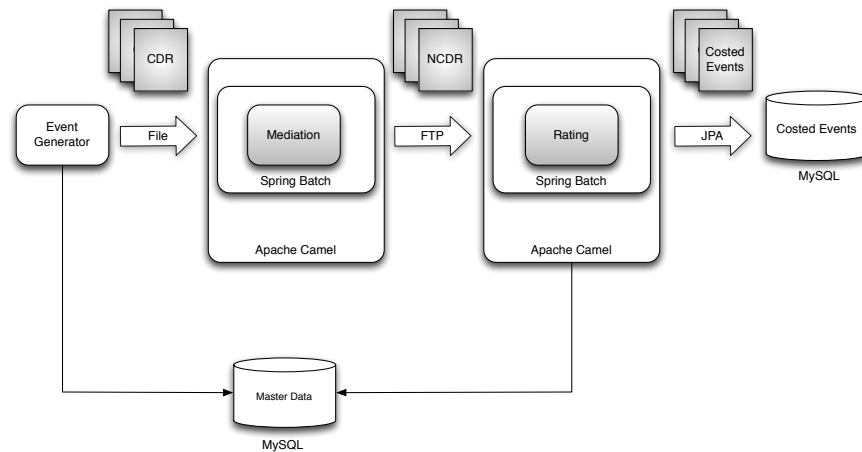 CDR
NCDR
Costed
Events
Event
Generator
File
Mediation
Spring Batch
Apache Camel
FTP
Rating
Spring Batch
Apache Camel
JPA
Costed Events
MySQL
Master Data
MySQL